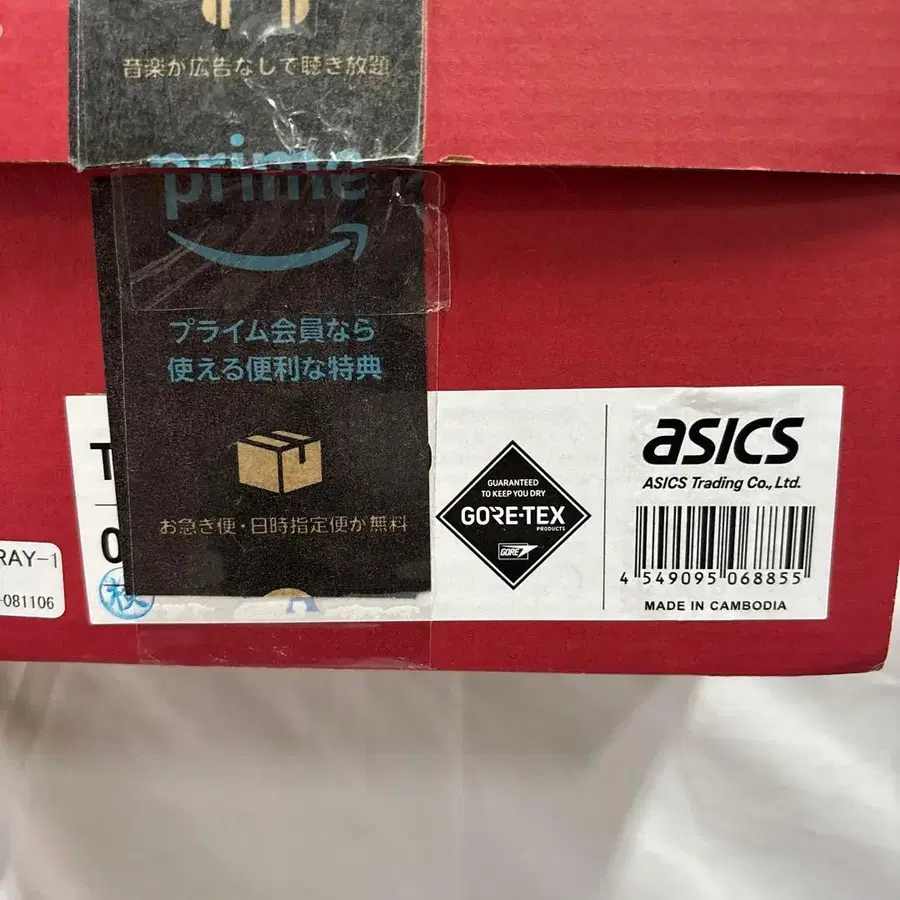 音楽が広告なしで聴き放題
prime
プライム会員なら
使える便利な特典
お急ぎ便・日時指定便が無料
T
0
RAY-1
-081106
検
GUARANTEED
TO KEEP YOU DRY
GORE-TEX
PRODUCTS
GORE
asics
ASICS Trading Co., Ltd.
4 549095 068855
MADE IN CAMBODIA